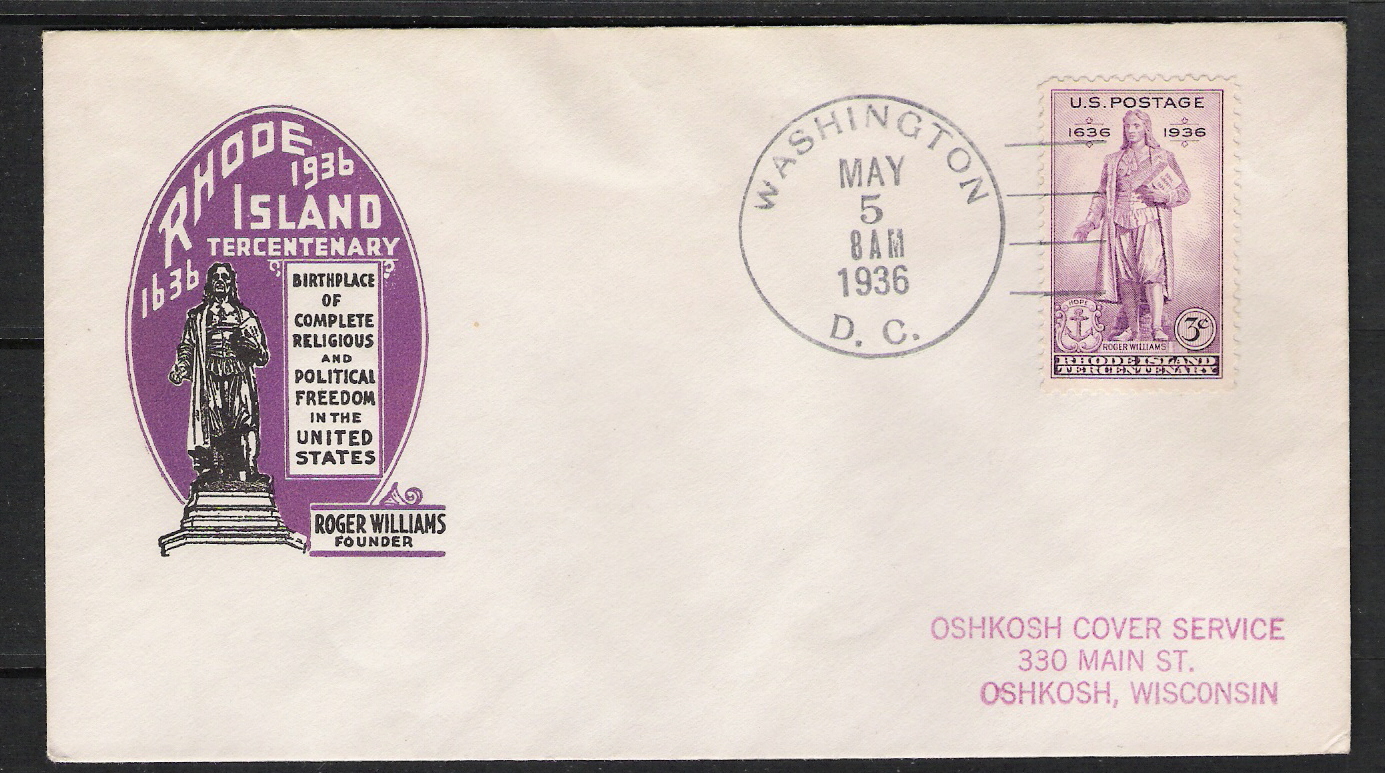 RHODE
1936
ISLAND
TERCENTENARY
1636
BIRTHPLACE
OF
COMPLETE
RELIGIOUS
AND
POLITICAL
FREEDOM
IN THE
UNITED
STATES
ROGER WILLIAMS
FOUNDER
WASHINGTON
MAY
5
8 AM
1936
D. C.
U.S. POSTAGE
1636 1936
HOPE
3¢
ROGER WILLIAMS
RHODE ISLAND
TERCENTENARY
OSHKOSH COVER SERVICE
330 MAIN ST.
OSHKOSH, WISCONSIN